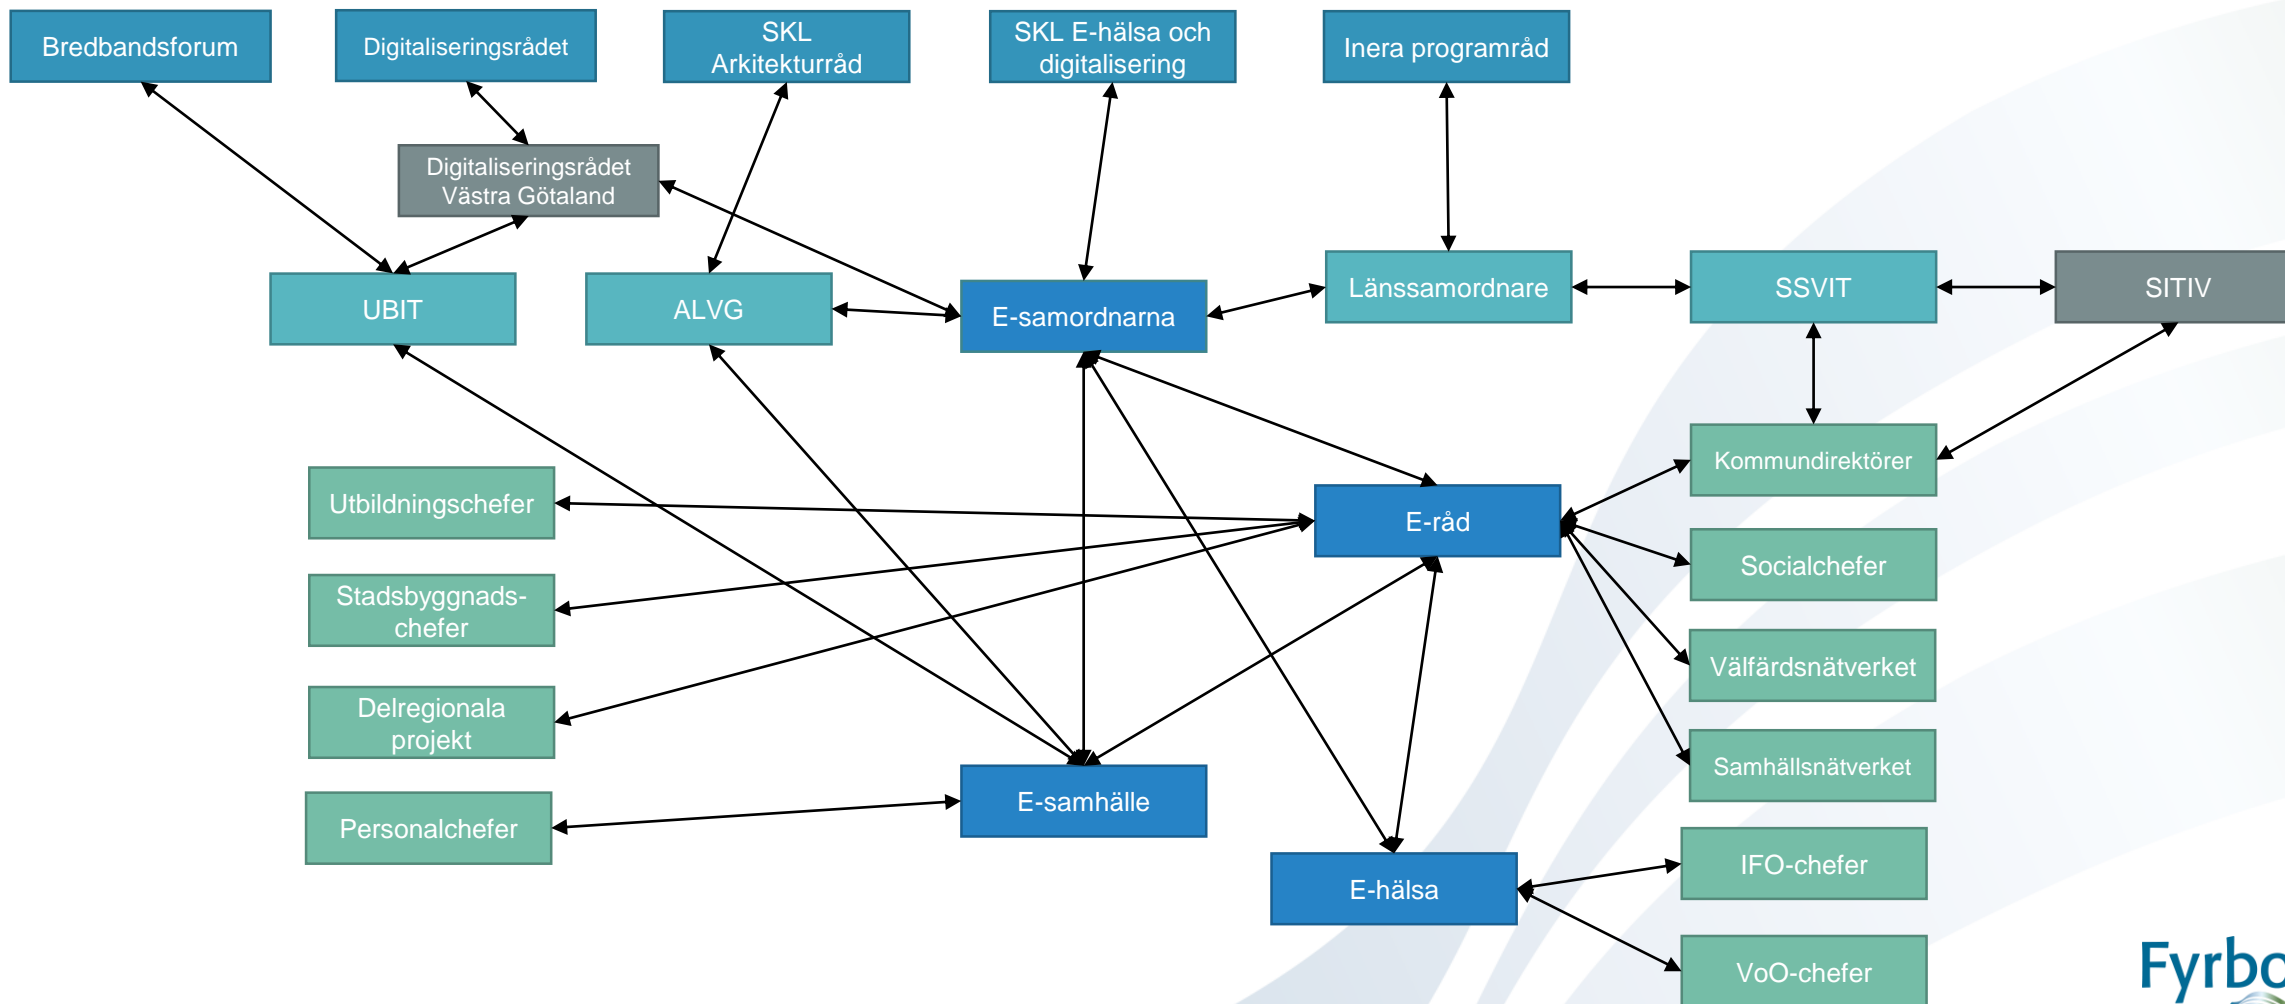 Bredbandsforum
Digitaliseringsrådet
SKL
Arkitekturråd
SKL E-hälsa och
digitalisering
Inera programråd
Digitaliseringsrådet
Västra Götaland
UBIT
ALVG
E-samordnarna
Länssamordnare
SSVIT
SITIV
Kommundirektörer
Utbildningschefer
E-råd
Socialchefer
Stadsbyggnads-
chefer
Välfärdsnätverket
Delregionala
projekt
Samhällsnätverket
E-samhälle
Personalchefer
IFO-chefer
E-hälsa
VoO-chefer
Fyrbo